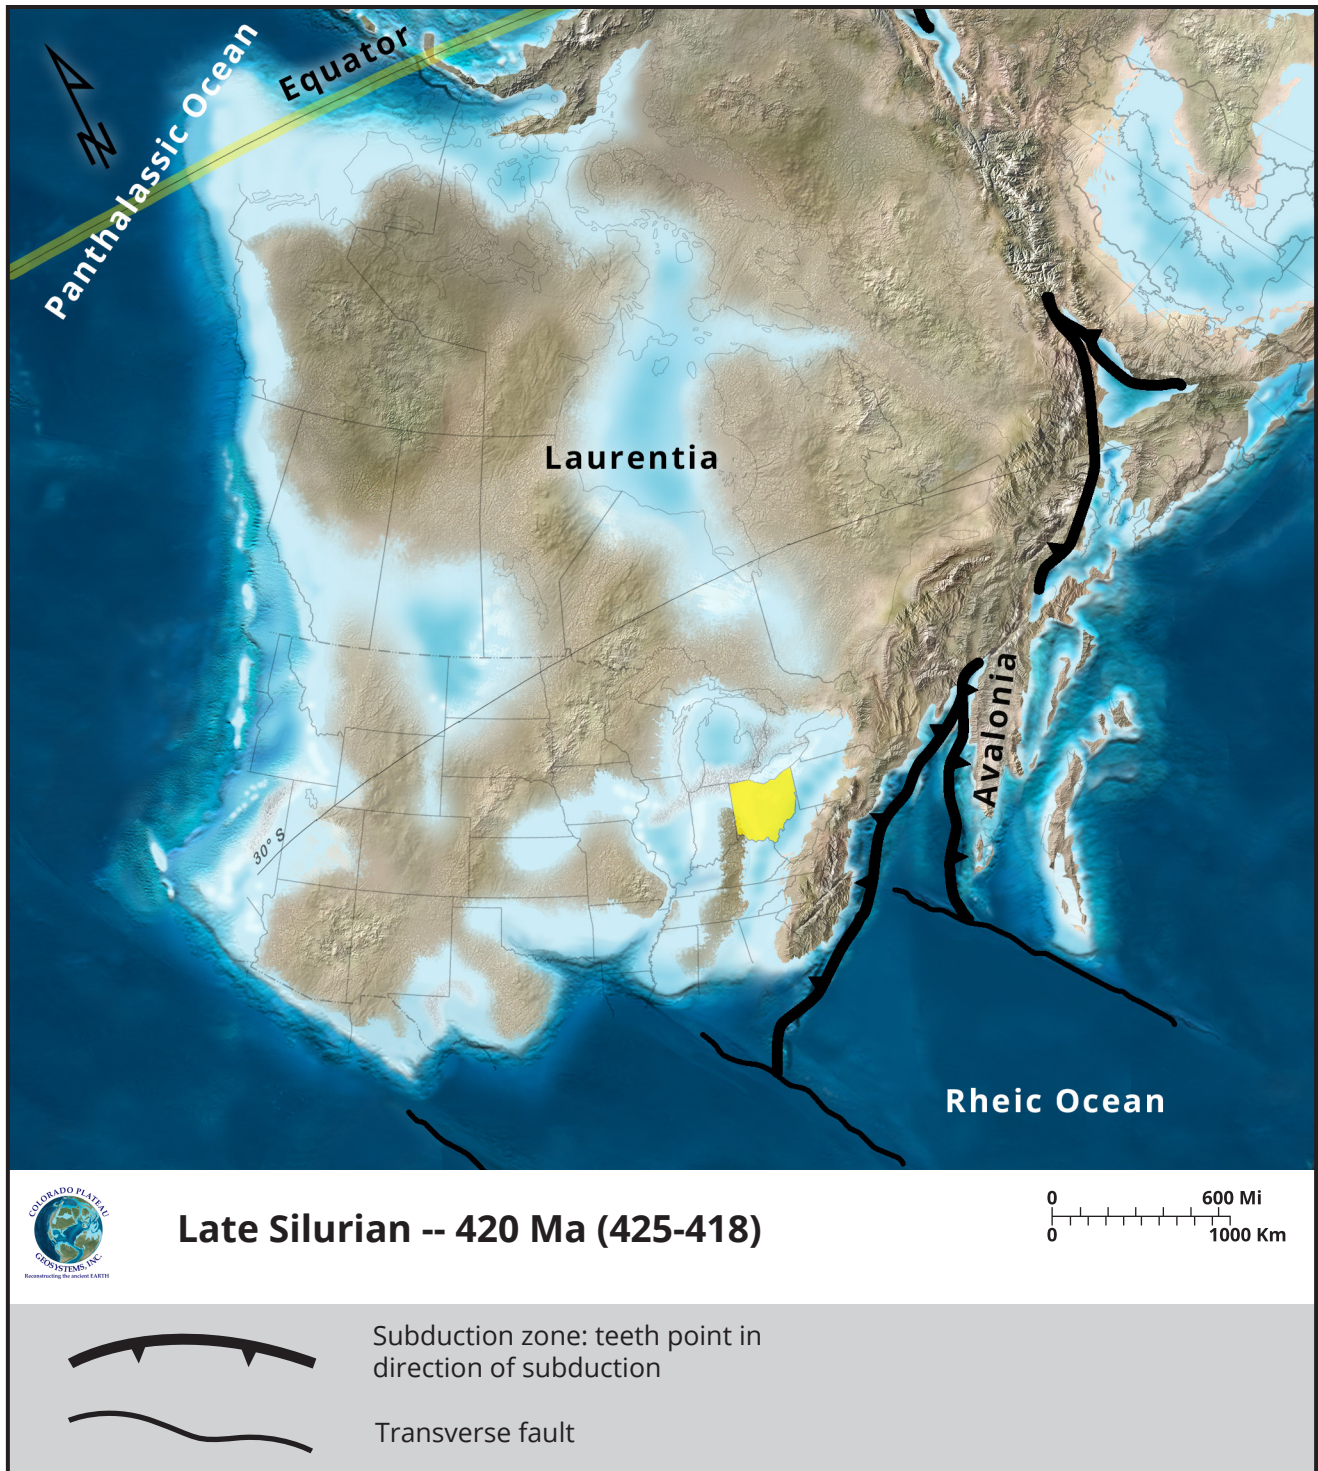 N
Panthalassic Ocean
Equator
Laurentia
Avalonia
30° S
Rheic Ocean
COLORADO PLATEAU
GEOSYSTEMS, INC.
Reconstructing the ancient EARTH
Late Silurian -- 420 Ma (425-418)
0 600 Mi
0 1000 Km
Subduction zone: teeth point in
direction of subduction
Transverse fault